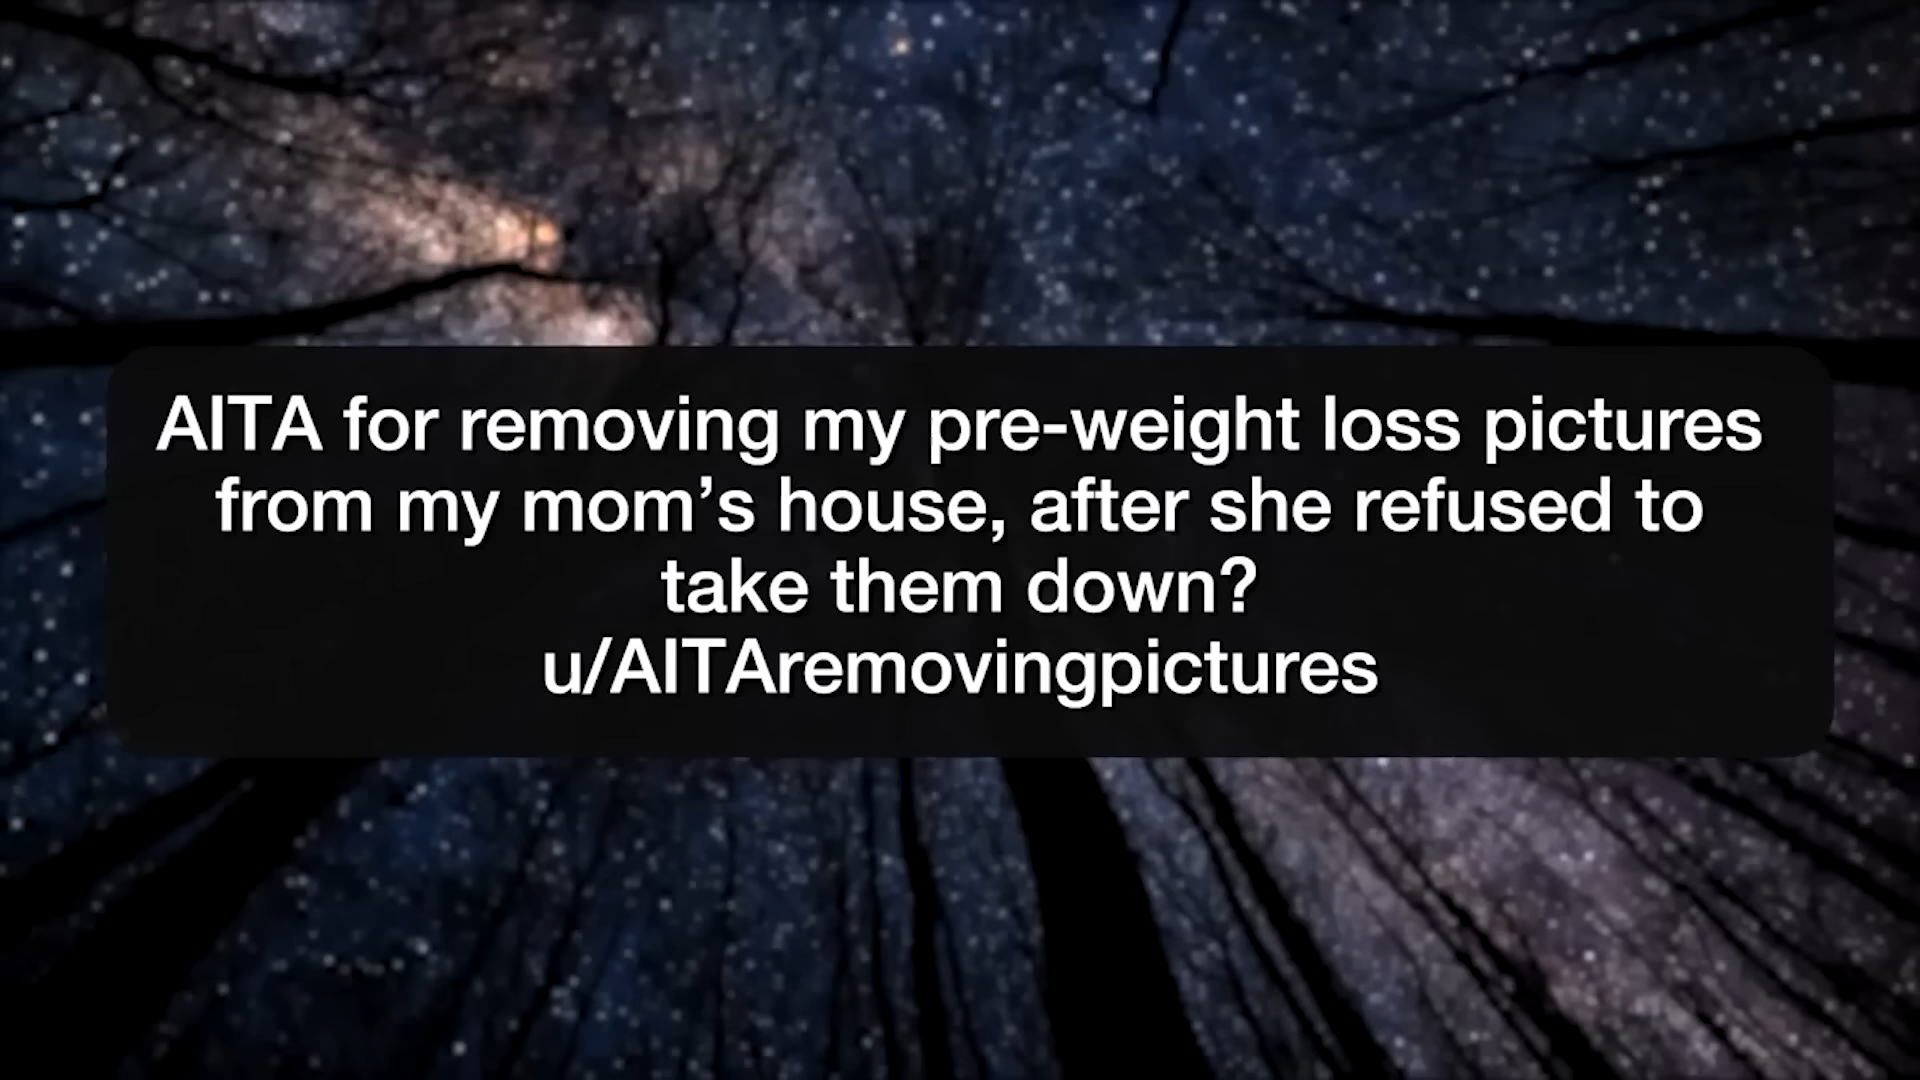 AITA for removing my pre-weight loss pictures
from my mom’s house, after she refused to
take them down?
u/AITAremovingpictures